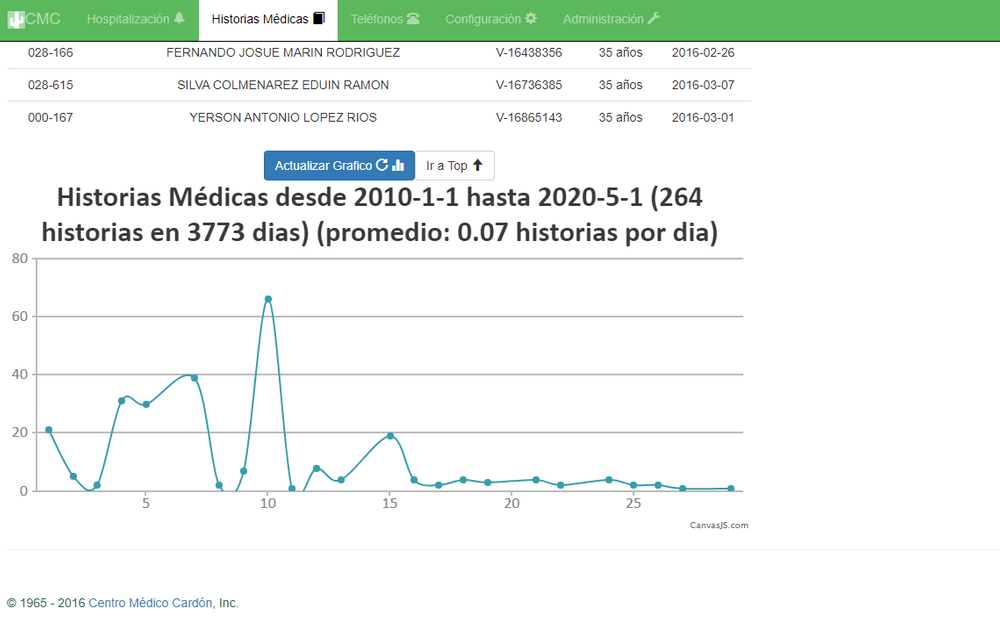 CMC Hospitalización Historias Médicas Teléfonos Configuración Administración
028-166 FERNANDO JOSUE MARIN RODRIGUEZ V-16438356 35 años 2016-02-26
028-615 SILVA COLMENAREZ EDUIN RAMON V-16736385 35 años 2016-03-07
000-167 YERSON ANTONIO LOPEZ RIOS V-16865143 35 años 2016-03-01
Actualizar Grafico Ir a Top
Historias Médicas desde 2010-1-1 hasta 2020-5-1 (264
historias en 3773 dias) (promedio: 0.07 historias por dia)
80
60
40
20
0
5 10 15 20 25
CanvasJS.com
© 1965 - 2016 Centro Médico Cardón, Inc.